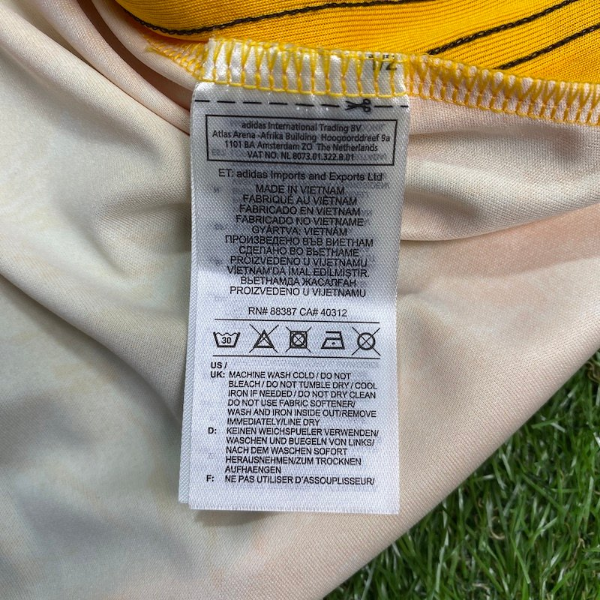 adidas International Trading BV
Atlas Arena -Afrika Building Hoogoorddreef 9a
1101 BA Amsterdam ZO The Netherlands
VAT NO. NL 8073.01.322.B.01
ET: adidas Imports and Exports Ltd
MADE IN VIETNAM
FABRIQUÉ AU VIÊTNAM
FABRICADO EN VIETNAM
FABRICADO NO VIETNAME
GYÁRTVA: VIETNAM
ПРОИЗВЕДЕНО ВЪВ ВИЕТНАМ
СДЕЛАНО ВО ВЬЕТНАМЕ
PROIZVEDENO U VIJETNAMU
VİETNAM'DA İMAL EDİLMİŞTİR.
ВЬЕТНАМДА ЖАСАЛҒАН
PROIZVEDENO U VIJETNAMU
RN# 88387 CA# 40312
30
US /
UK: MACHINE WASH COLD / DO NOT
BLEACH / DO NOT TUMBLE DRY / COOL
IRON IF NEEDED / DO NOT DRY CLEAN
DO NOT USE FABRIC SOFTENER/
WASH AND IRON INSIDE OUT/REMOVE
IMMEDIATELY/LINE DRY
D: KEINEN WEICHSPUELER VERWENDEN/
WASCHEN UND BUEGELN VON LINKS/
NACH DEM WASCHEN SOFORT
HERAUSNEHMEN/ZUM TROCKNEN
AUFHAENGEN
F: NE PAS UTILISER D'ASSOUPLISSEUR/